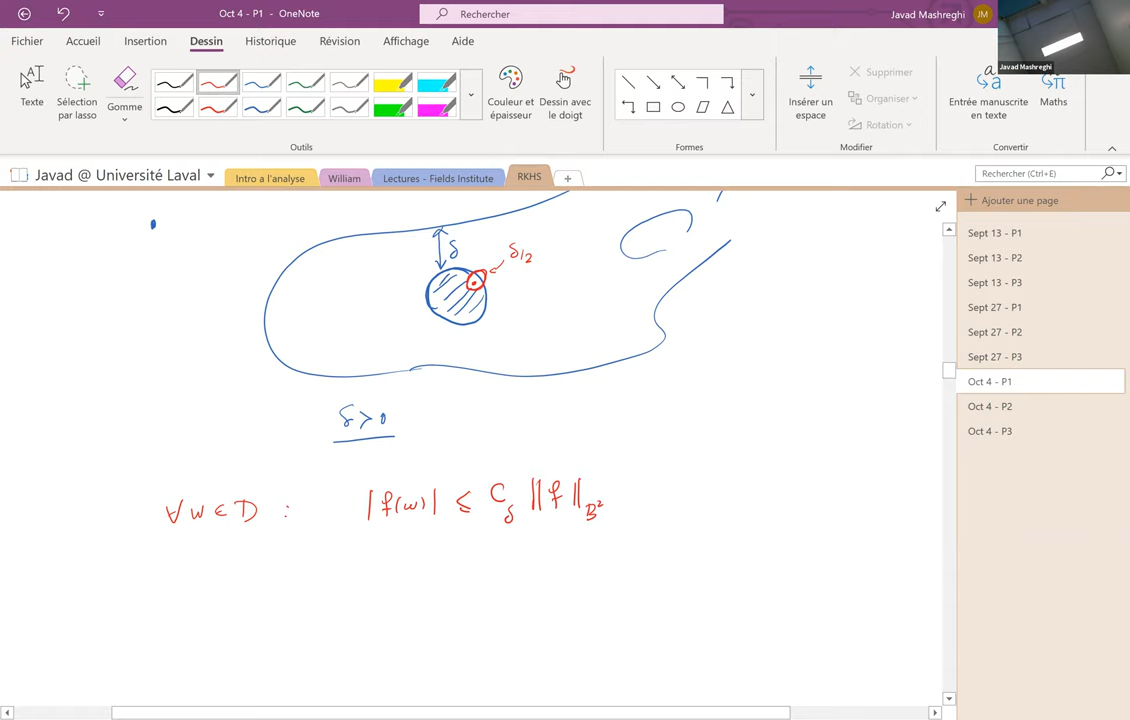 Oct 4 - P1 - OneNote
Rechercher
Javad Mashreghi
JM
Javad Mashreghi
Fichier
Accueil
Insertion
Dessin
Historique
Révision
Affichage
Aide
Texte
Sélection par lasso
Gomme
Couleur et épaisseur
Dessin avec le doigt
Insérer un espace
Supprimer
Organiser
Rotation
Entrée manuscrite en texte
Maths
Outils
Formes
Modifier
Convertir
Javad @ Université Laval
Intro a l'analyse
William
Lectures - Fields Institute
RKHS
Rechercher (Ctrl+E)
Ajouter une page
Sept 13 - P1
Sept 13 - P2
Sept 13 - P3
Sept 27 - P1
Sept 27 - P2
Sept 27 - P3
Oct 4 - P1
Oct 4 - P2
Oct 4 - P3
δ
δ/2
δ > 0
∀ w ∈ D : |f(w)| ≤ C_δ ‖f‖_B²